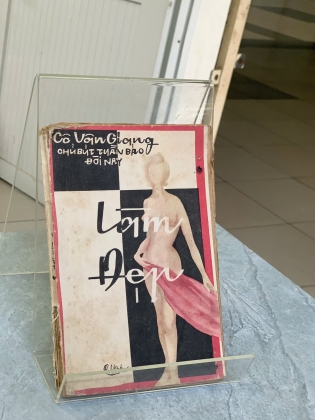 Cô Vân Giang
CHỦ BÚT TUẦN BÁO
ĐỜI NAY
Làm
Đẹp